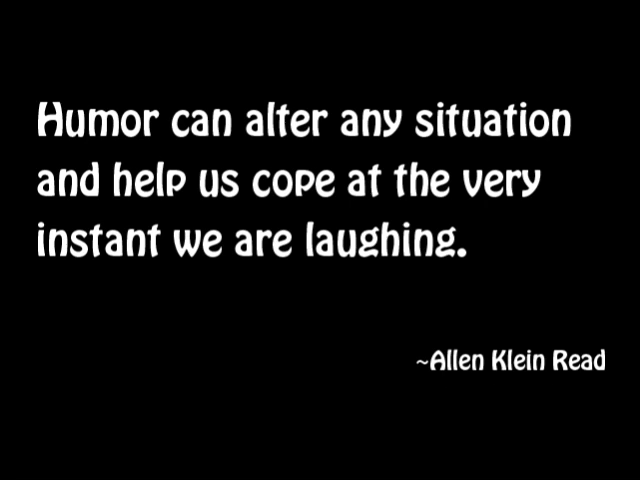 Humor can alter any situation
and help us cope at the very
instant we are laughing.
~Allen Klein Read